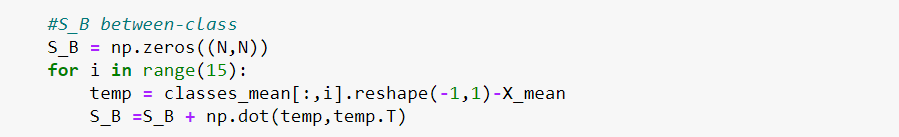 #S_B between-class
S_B = np.zeros((N,N))
for i in range(15):
    temp = classes_mean[:,i].reshape(-1,1)-X_mean
    S_B =S_B + np.dot(temp,temp.T)